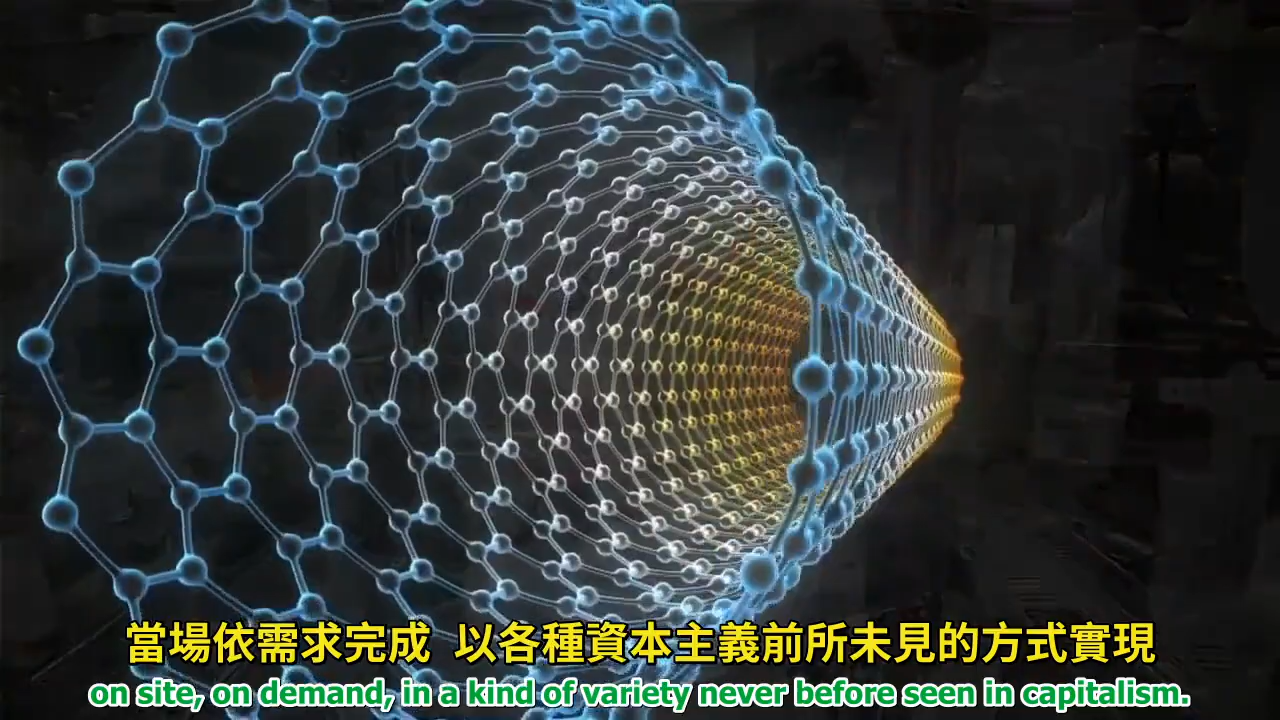 當場依需求完成 以各種資本主義前所未見的方式實現
on site, on demand, in a kind of variety never before seen in capitalism.